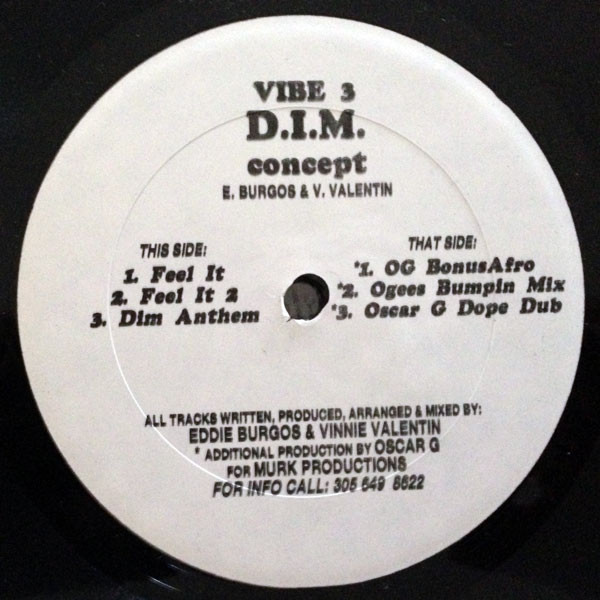 VIBE 3
D.I.M.
concept
E. BURGOS & V. VALENTIN
THIS SIDE:
1. Feel It
2. Feel It 2
3. Dim Anthem
THAT SIDE:
*1. OG BonusAfro
*2. Ogees Bumpin Mix
*3. Oscar G Dope Dub
ALL TRACKS WRITTEN, PRODUCED, ARRANGED & MIXED BY:
EDDIE BURGOS & VINNIE VALENTIN
* ADDITIONAL PRODUCTION BY OSCAR G
FOR MURK PRODUCTIONS
FOR INFO CALL: 305 649 6622